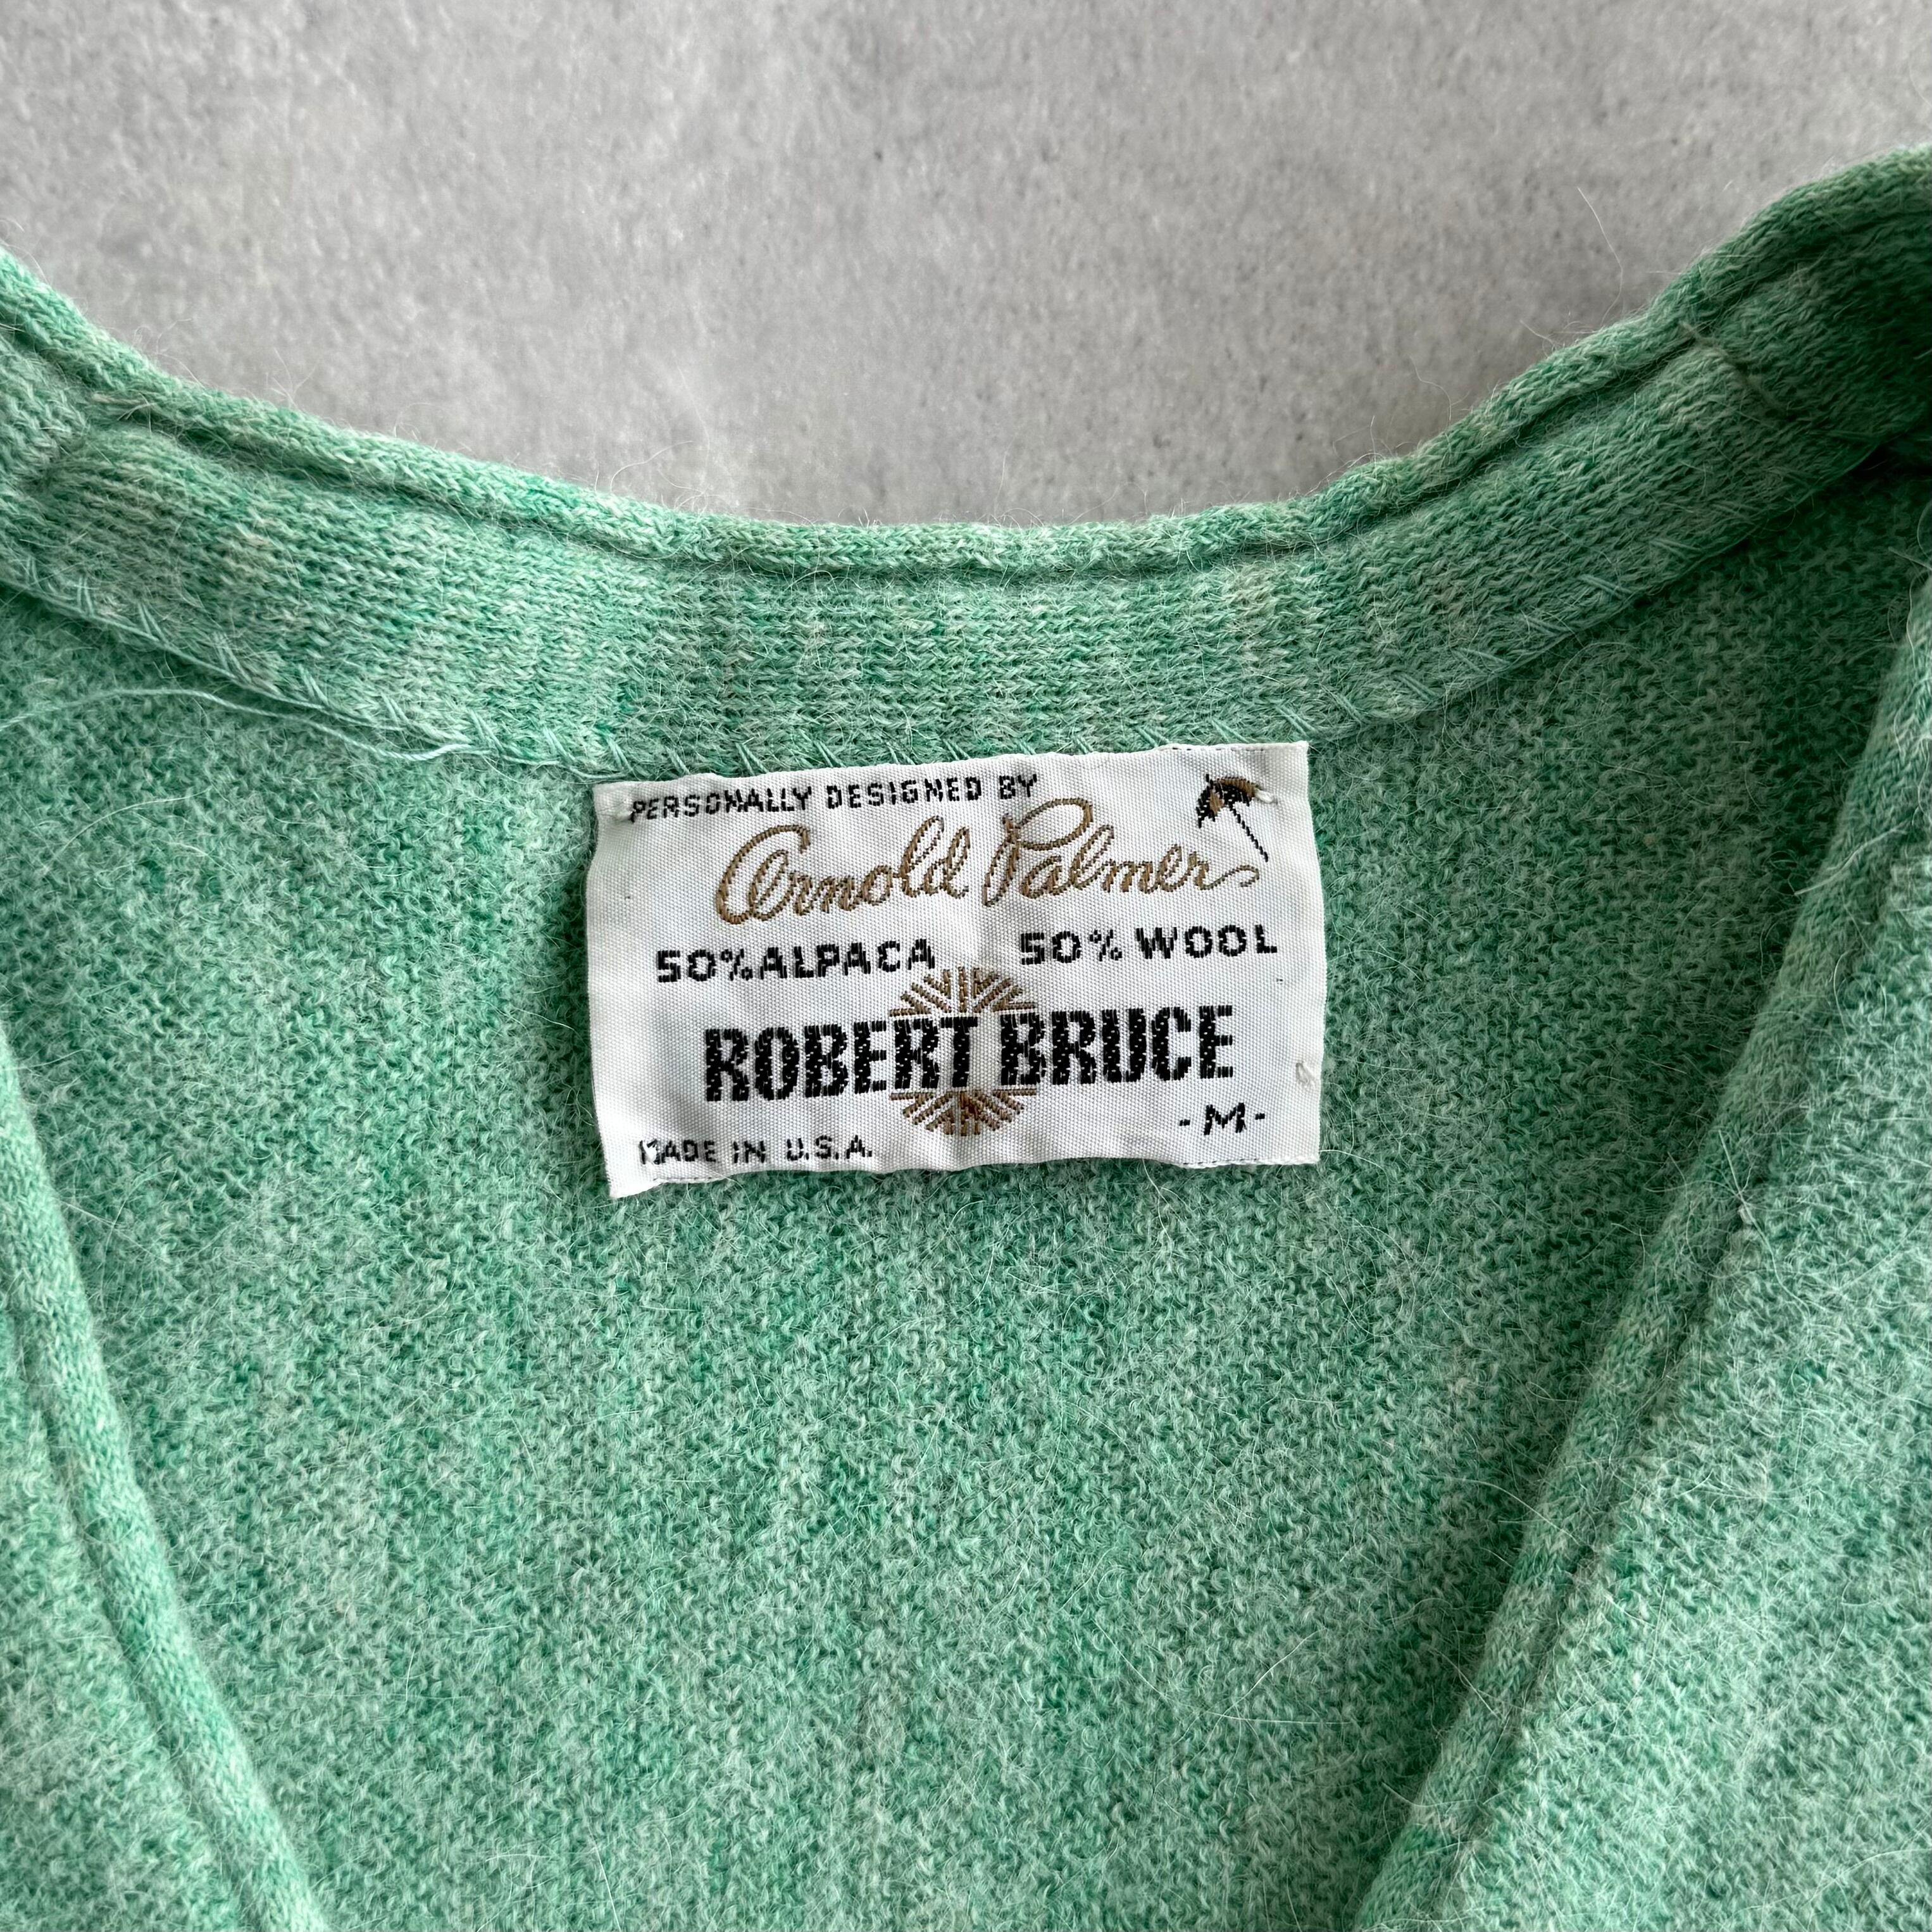 PERSONALLY DESIGNED BY
Arnold Palmer
50% ALPACA 50% WOOL
ROBERT BRUCE
- M -
MADE IN U.S.A.